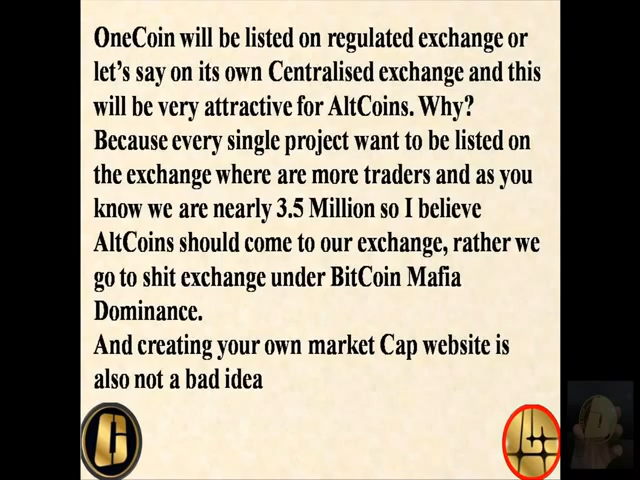 OneCoin will be listed on regulated exchange or
let's say on its own Centralised exchange and this
will be very attractive for AltCoins. Why?
Because every single project want to be listed on
the exchange where are more traders and as you
know we are nearly 3.5 Million so I believe
AltCoins should come to our exchange, rather we
go to shit exchange under BitCoin Mafia
Dominance.
And creating your own market Cap website is
also not a bad idea